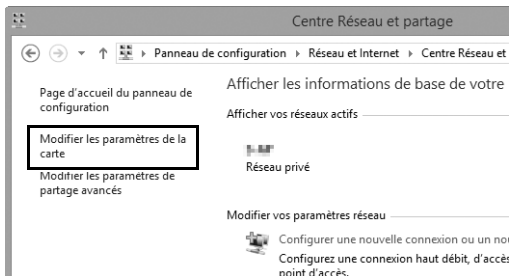 Centre Réseau et partage
Panneau de configuration
Réseau et Internet
Centre Réseau et
Page d'accueil du panneau de
configuration
Modifier les paramètres de la
carte
Modifier les paramètres de
partage avancés
Afficher les informations de base de votre
Afficher vos réseaux actifs
Réseau privé
Modifier vos paramètres réseau
Configurer une nouvelle connexion ou un nou
Configurez une connexion haut débit, d'accès
point d'accès.